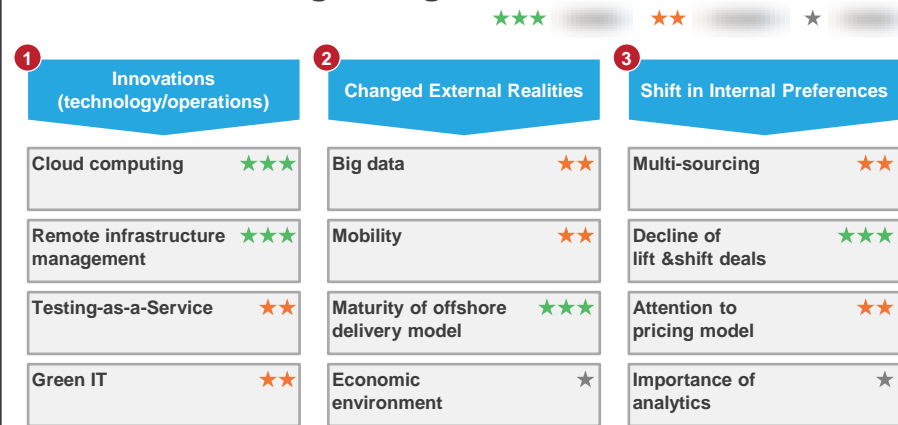 1
Innovations
(technology/operations)
Cloud computing
Remote infrastructure
management
Testing-as-a-Service
Green IT
2
Changed External Realities
Big data
Mobility
Maturity of offshore
delivery model
Economic
environment
3
Shift in Internal Preferences
Multi-sourcing
Decline of
lift &shift deals
Attention to
pricing model
Importance of
analytics